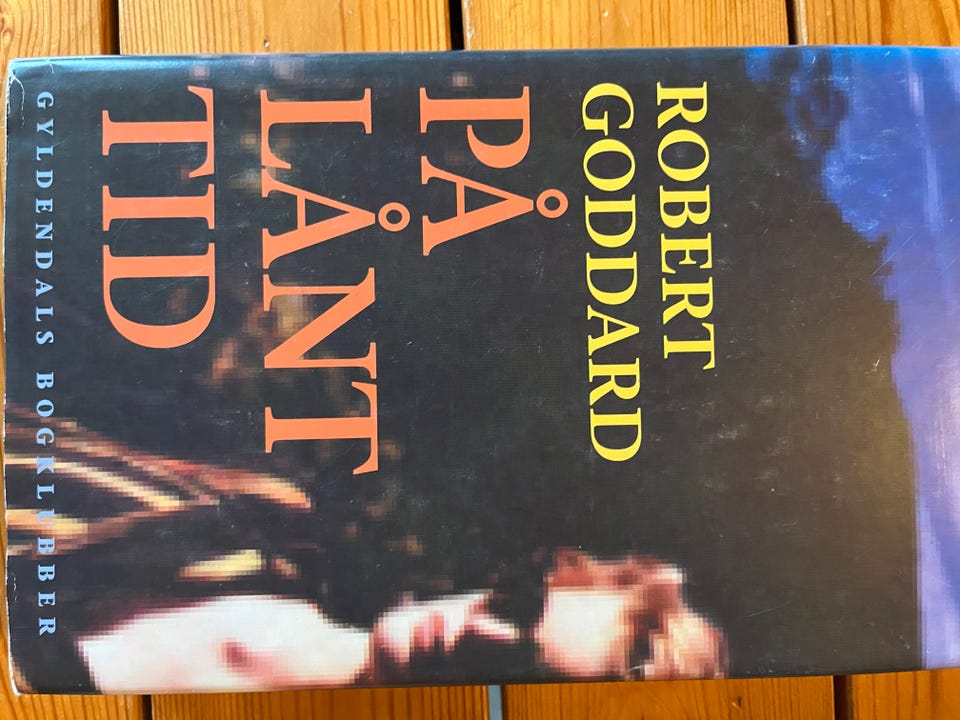 ROBERT
GODDARD
PÅ
LÅNT
TID
GYLDENDALS BOGKLUBBER